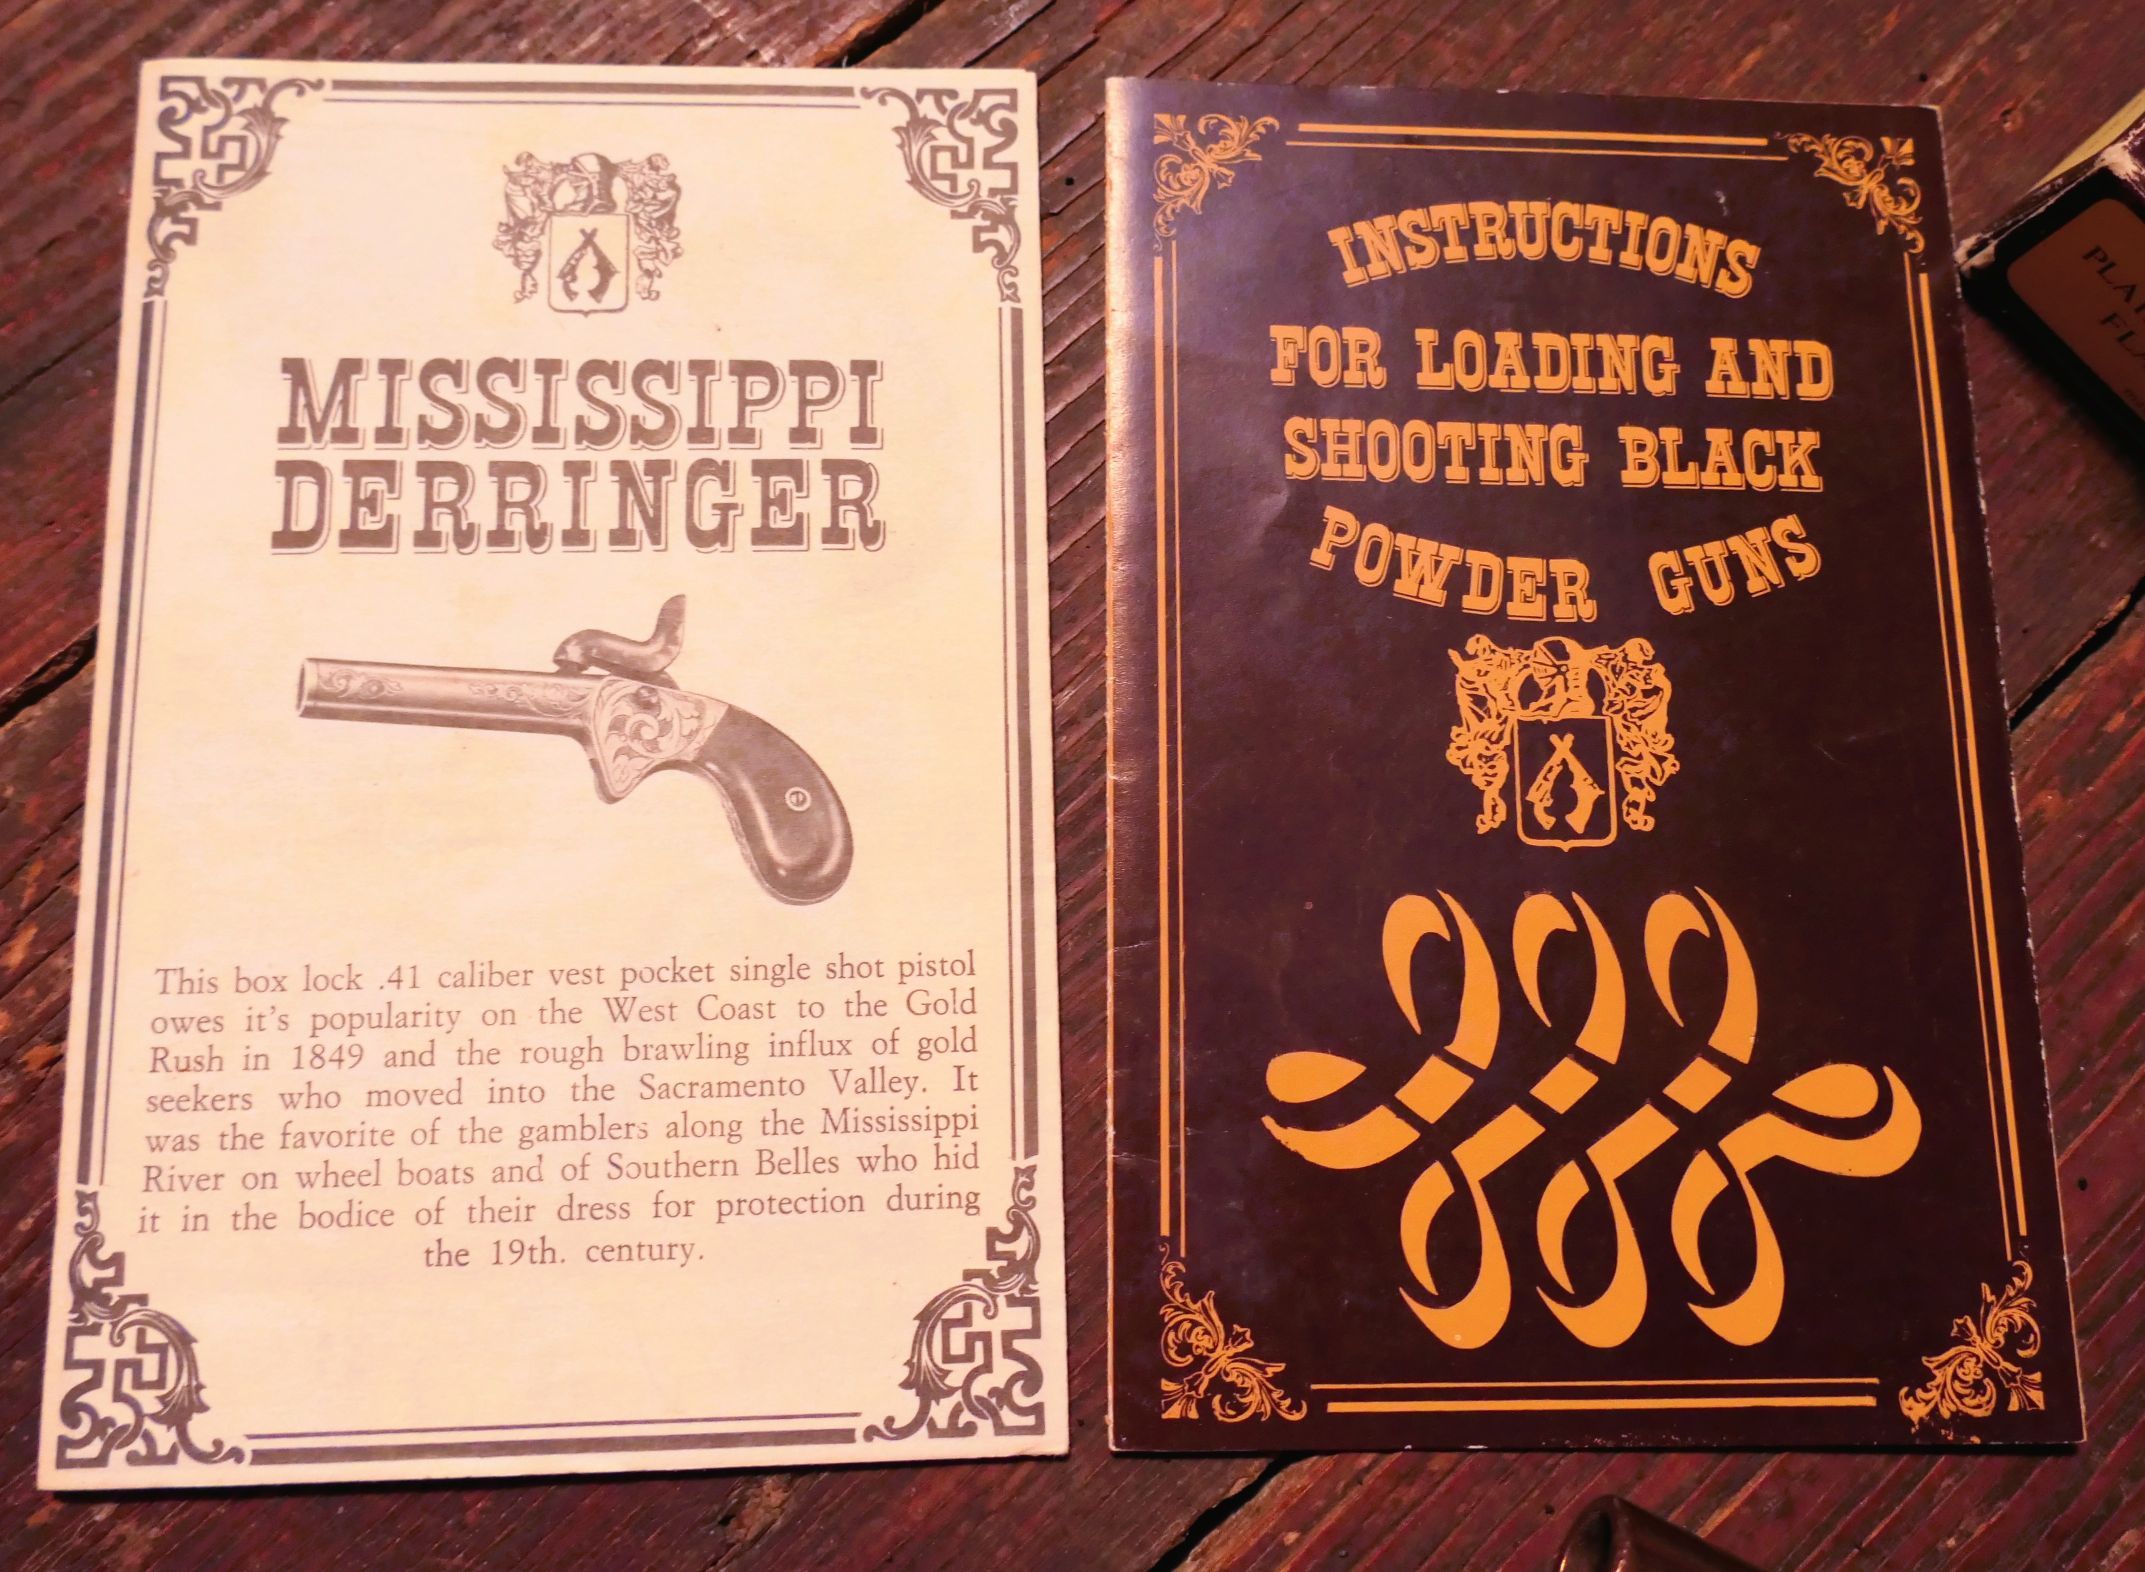 MISSISSIPPI
DERRINGER
This box lock .41 caliber vest pocket single shot pistol
owes it's popularity on the West Coast to the Gold
Rush in 1849 and the rough brawling influx of gold
seekers who moved into the Sacramento Valley. It
was the favorite of the gamblers along the Mississippi
River on wheel boats and of Southern Belles who hid
it in the bodice of their dress for protection during
the 19th. century.
INSTRUCTIONS
FOR LOADING AND
SHOOTING BLACK
POWDER GUNS